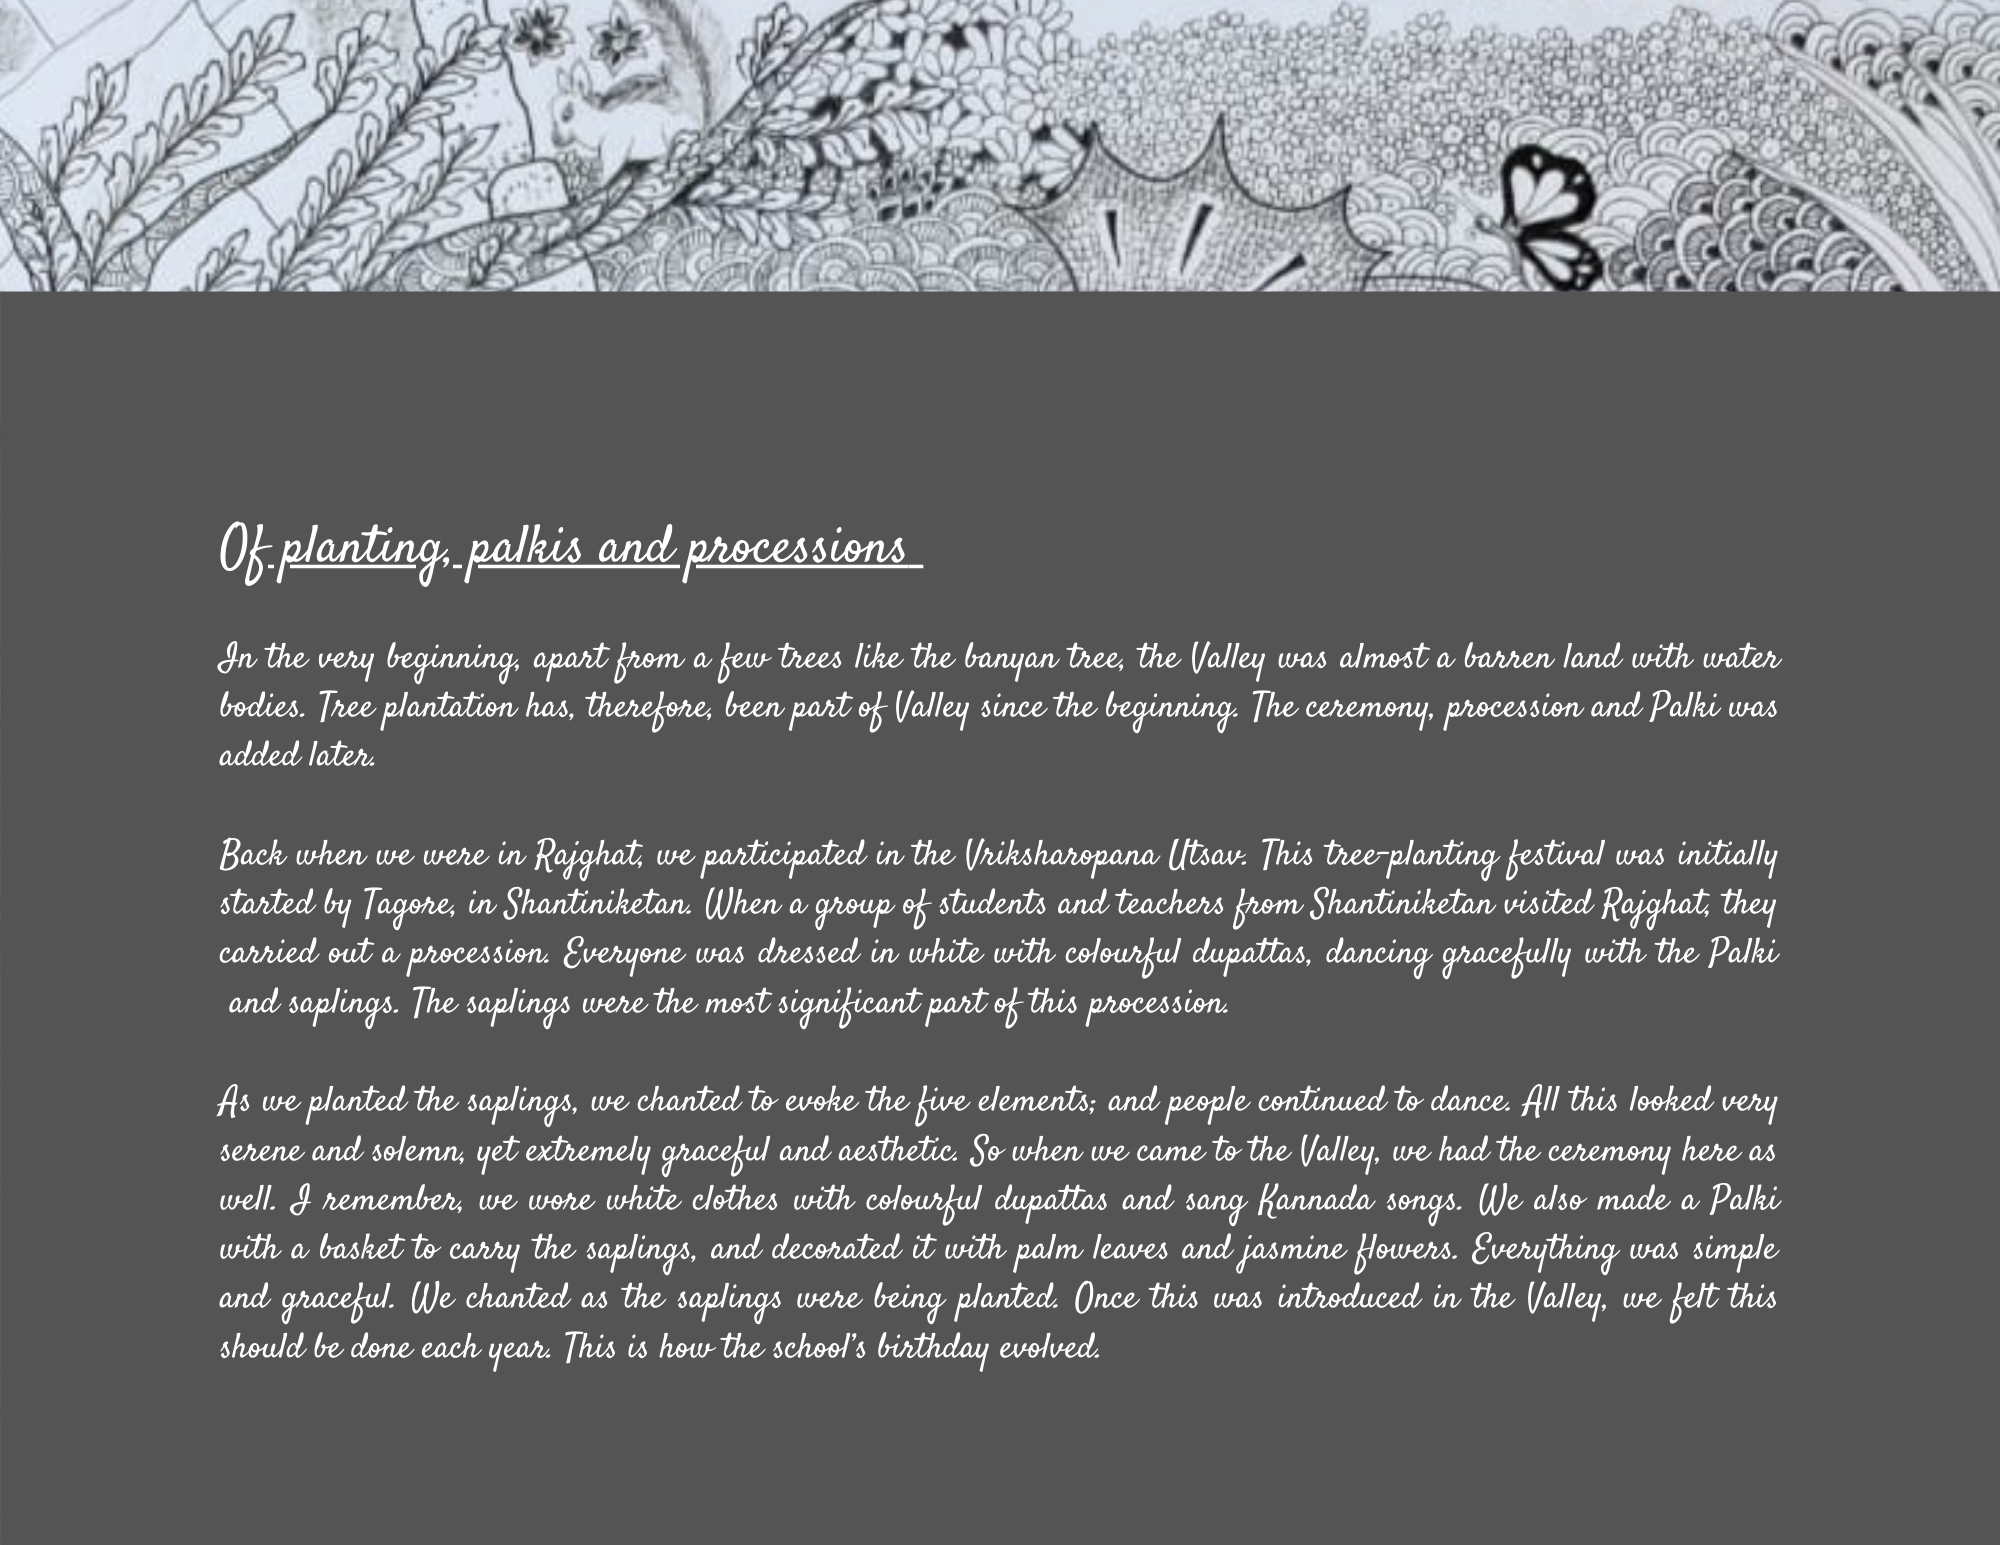 Of planting, palkis and processions
In the very beginning, apart from a few trees like the banyan tree, the Valley was almost a barren land with water
bodies. Tree plantation has, therefore, been part of Valley since the beginning. The ceremony, procession and Palki was
added later.
Back when we were in Rajghat, we participated in the Vriksharopana Utsav. This tree-planting festival was initially
started by Tagore, in Shantiniketan. When a group of students and teachers from Shantiniketan visited Rajghat, they
carried out a procession. Everyone was dressed in white with colourful dupattas, dancing gracefully with the Palki
and saplings. The saplings were the most significant part of this procession.
As we planted the saplings, we chanted to evoke the five elements; and people continued to dance. All this looked very
serene and solemn, yet extremely graceful and aesthetic. So when we came to the Valley, we had the ceremony here as
well. I remember, we wore white clothes with colourful dupattas and sang Kannada songs. We also made a Palki
with a basket to carry the saplings, and decorated it with palm leaves and jasmine flowers. Everything was simple
and graceful. We chanted as the saplings were being planted. Once this was introduced in the Valley, we felt this
should be done each year. This is how the school's birthday evolved.